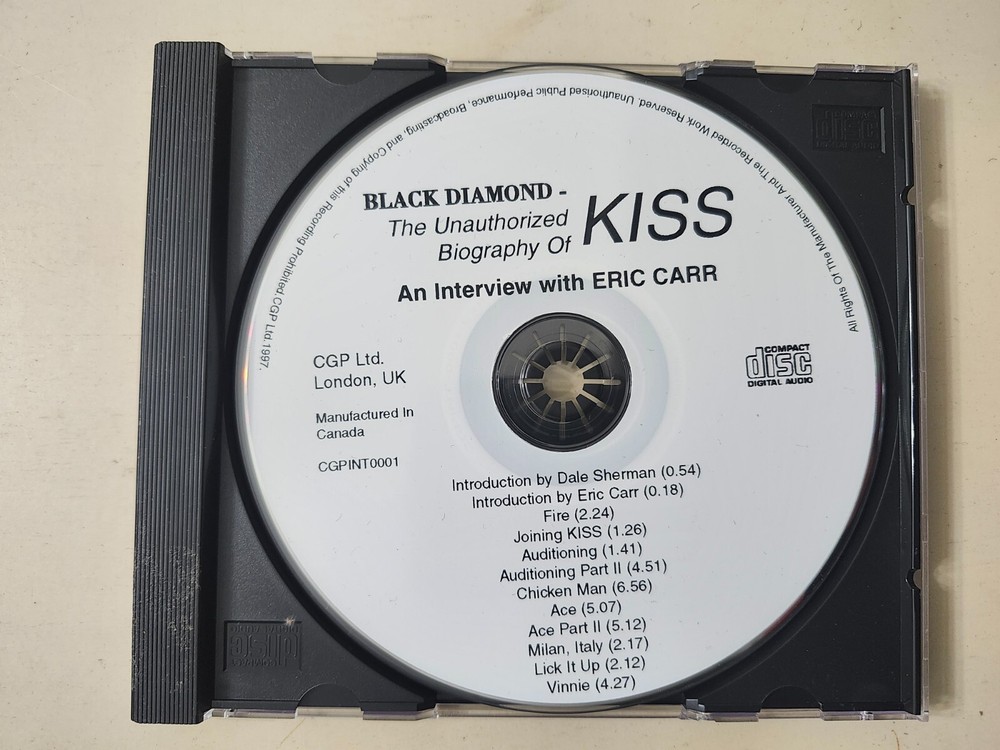 BLACK DIAMOND -
The Unauthorized
Biography Of
KISS
An Interview with ERIC CARR
CGP Ltd.
London, UK
Manufactured In
Canada
CGPINT0001
COMPACT
disc
DIGITAL AUDIO
Introduction by Dale Sherman (0.54)
Introduction by Eric Carr (0.18)
Fire (2.24)
Joining KISS (1.26)
Auditioning (1.41)
Auditioning Part II (4.51)
Chicken Man (6.56)
Ace (5.07)
Ace Part II (5.12)
Milan, Italy (2.17)
Lick It Up (2.12)
Vinnie (4.27)
All Rights Of The Manufacturer And The Recorded Work Reserved. Unauthorised Public Performance, Broadcasting, and Copying of this Recording Prohibited. CGP Ltd. 1997.